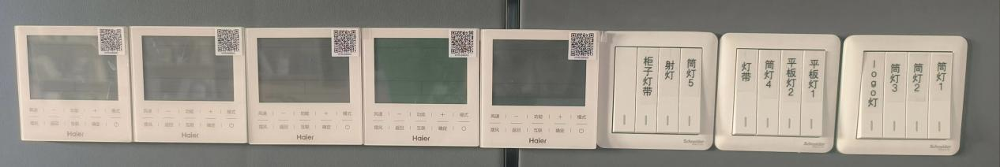 风速 − 功能 + 模式
摆风 返回 互联 确定
Haier
风速 − 功能 + 模式
摆风 返回 互联 确定
Haier
风速 − 功能 + 模式
摆风 返回 互联 确定
Haier
风速 − 功能 + 模式
摆风 返回 互联 确定
Haier
风速 − 功能 + 模式
摆风 返回 互联 确定
Haier
柜子灯带
射灯
筒灯5
Schneider
灯带
筒灯4
平板灯2
平板灯1
Schneider
logo灯
筒灯3
筒灯2
筒灯1
Schneider